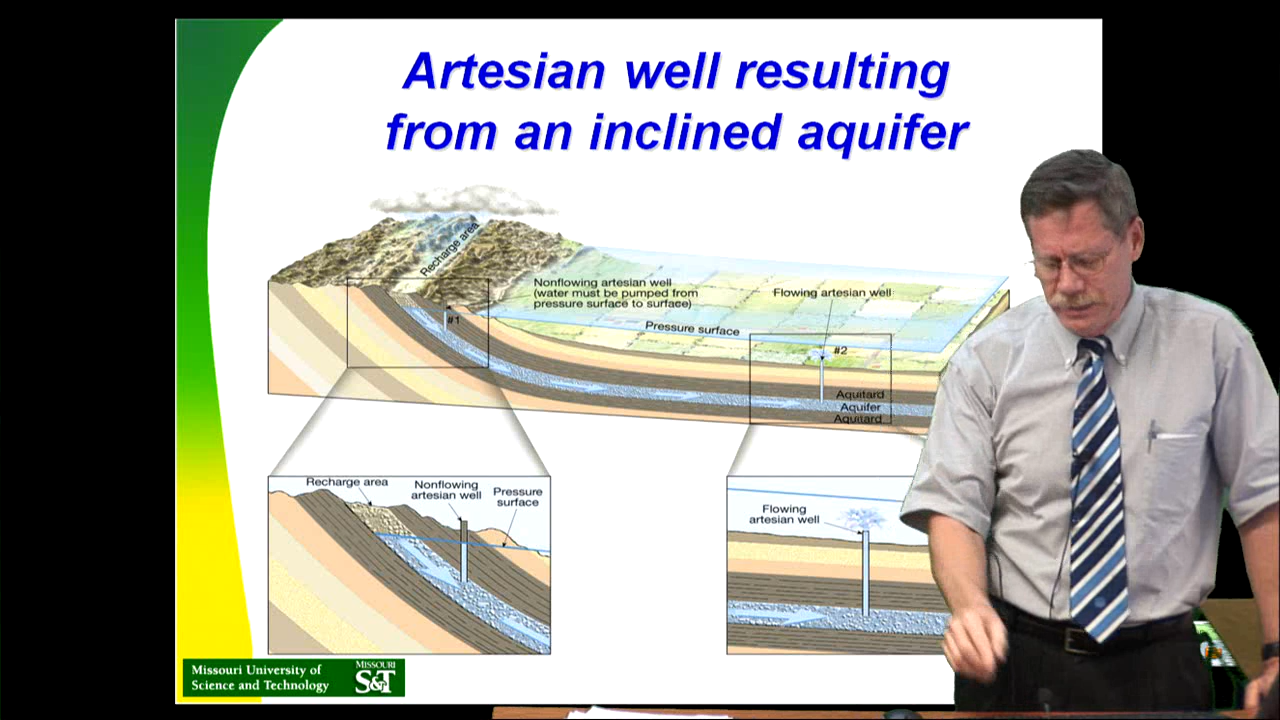 Artesian well resulting
from an inclined aquifer
Recharge area
Nonflowing artesian well
(water must be pumped from
pressure surface to surface)
Flowing artesian well
Pressure surface
#1
#2
Aquitard
Aquifer
Aquitard
Recharge area
Nonflowing
artesian well
Pressure
surface
Flowing
artesian well
Missouri University of
Science and Technology
MISSOURI
S&T